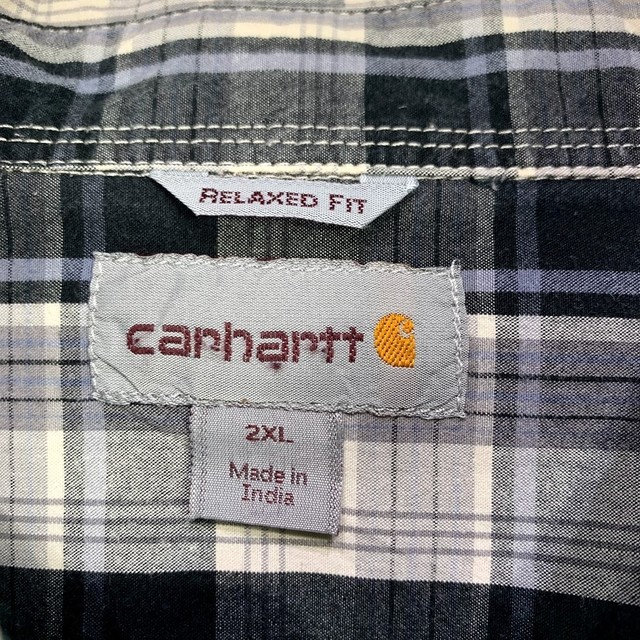 RELAXED FIT
carhartt
2XL
Made in
India